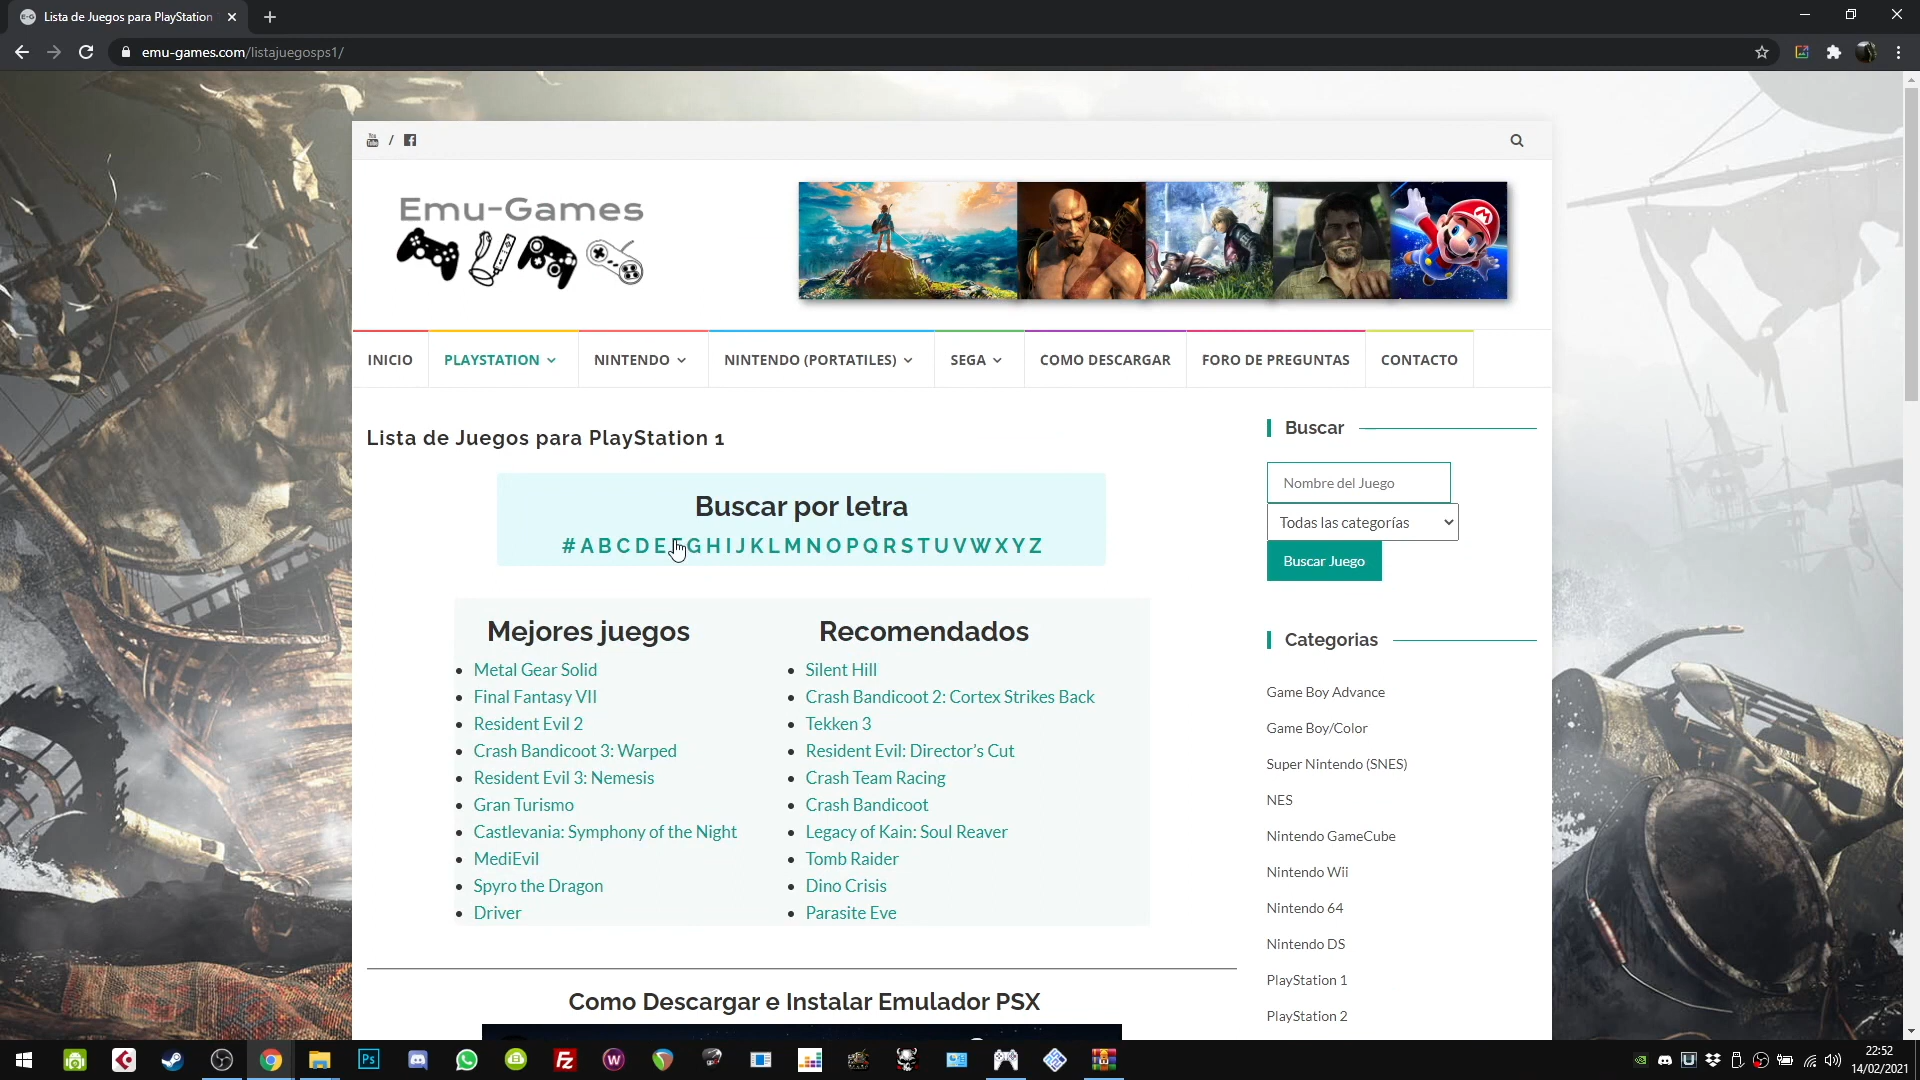 Lista de Juegos para PlayStation
emu-games.com/listajuegosps1/
You Tube / 
Emu-Games
INICIO
PLAYSTATION
NINTENDO
NINTENDO (PORTATILES)
SEGA
COMO DESCARGAR
FORO DE PREGUNTAS
CONTACTO
Lista de Juegos para PlayStation 1
Buscar por letra
# A B C D E F G H I J K L M N O P Q R S T U V W X Y Z
Mejores juegos
Metal Gear Solid
Final Fantasy VII
Resident Evil 2
Crash Bandicoot 3: Warped
Resident Evil 3: Nemesis
Gran Turismo
Castlevania: Symphony of the Night
MediEvil
Spyro the Dragon
Driver
Recomendados
Silent Hill
Crash Bandicoot 2: Cortex Strikes Back
Tekken 3
Resident Evil: Director's Cut
Crash Team Racing
Crash Bandicoot
Legacy of Kain: Soul Reaver
Tomb Raider
Dino Crisis
Parasite Eve
Como Descargar e Instalar Emulador PSX
Buscar
Nombre del Juego
Todas las categorías
Buscar Juego
Categorias
Game Boy Advance
Game Boy/Color
Super Nintendo (SNES)
NES
Nintendo GameCube
Nintendo Wii
Nintendo 64
Nintendo DS
PlayStation 1
PlayStation 2
22:52
14/02/2021